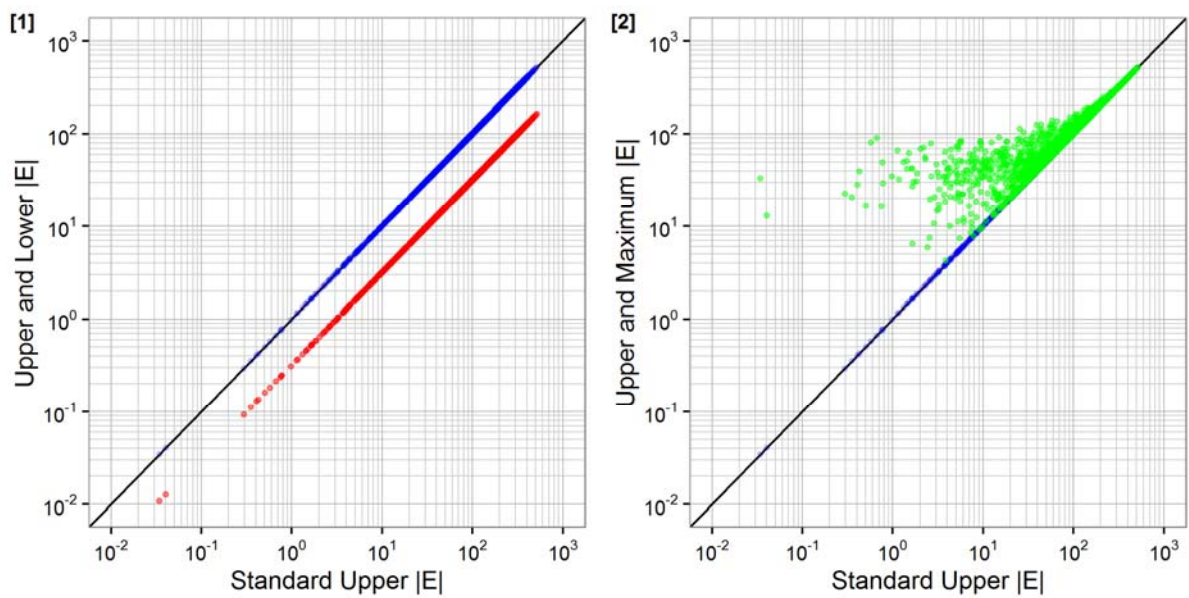 [1]
Upper and Lower |E|
10³
10²
10¹
10⁰
10⁻¹
10⁻²
10⁻² 10⁻¹ 10⁰ 10¹ 10² 10³
Standard Upper |E|
[2]
Upper and Maximum |E|
10³
10²
10¹
10⁰
10⁻¹
10⁻²
10⁻² 10⁻¹ 10⁰ 10¹ 10² 10³
Standard Upper |E|